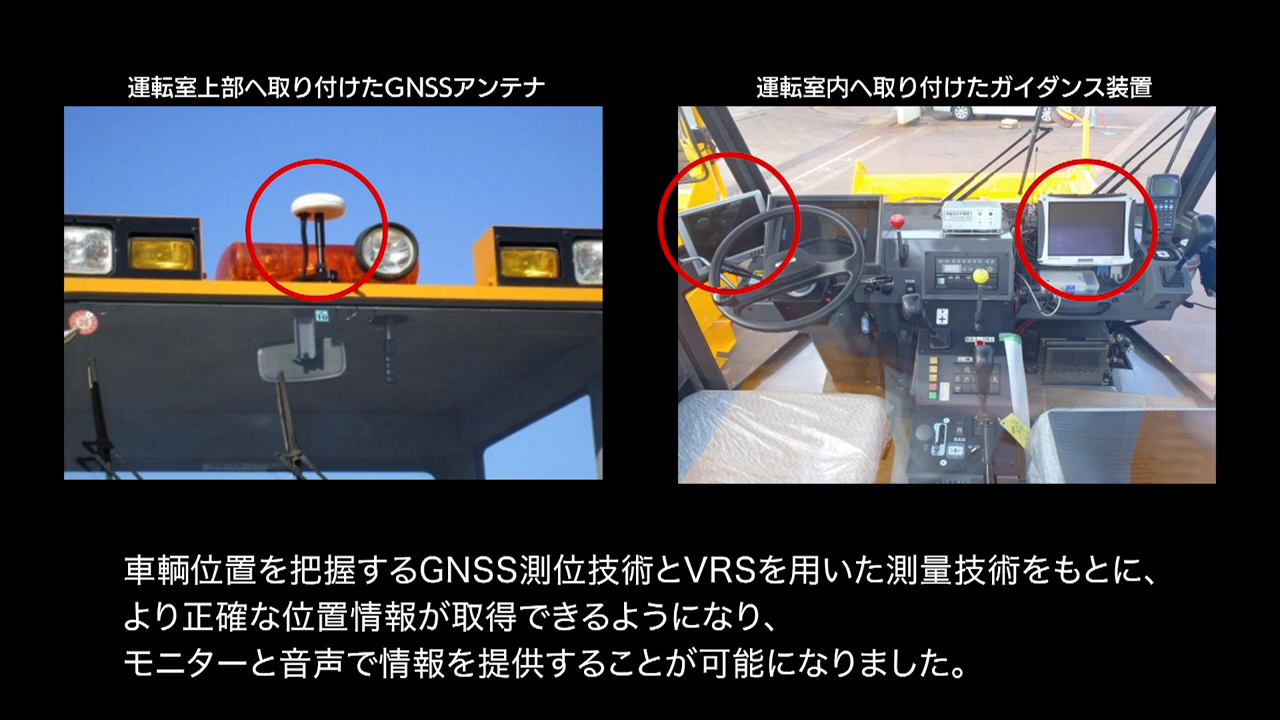 運転室上部へ取り付けたGNSSアンテナ
運転室内へ取り付けたガイダンス装置
車輌位置を把握するGNSS測位技術とVRSを用いた測量技術をもとに、
より正確な位置情報が取得できるようになり、
モニターと音声で情報を提供することが可能になりました。